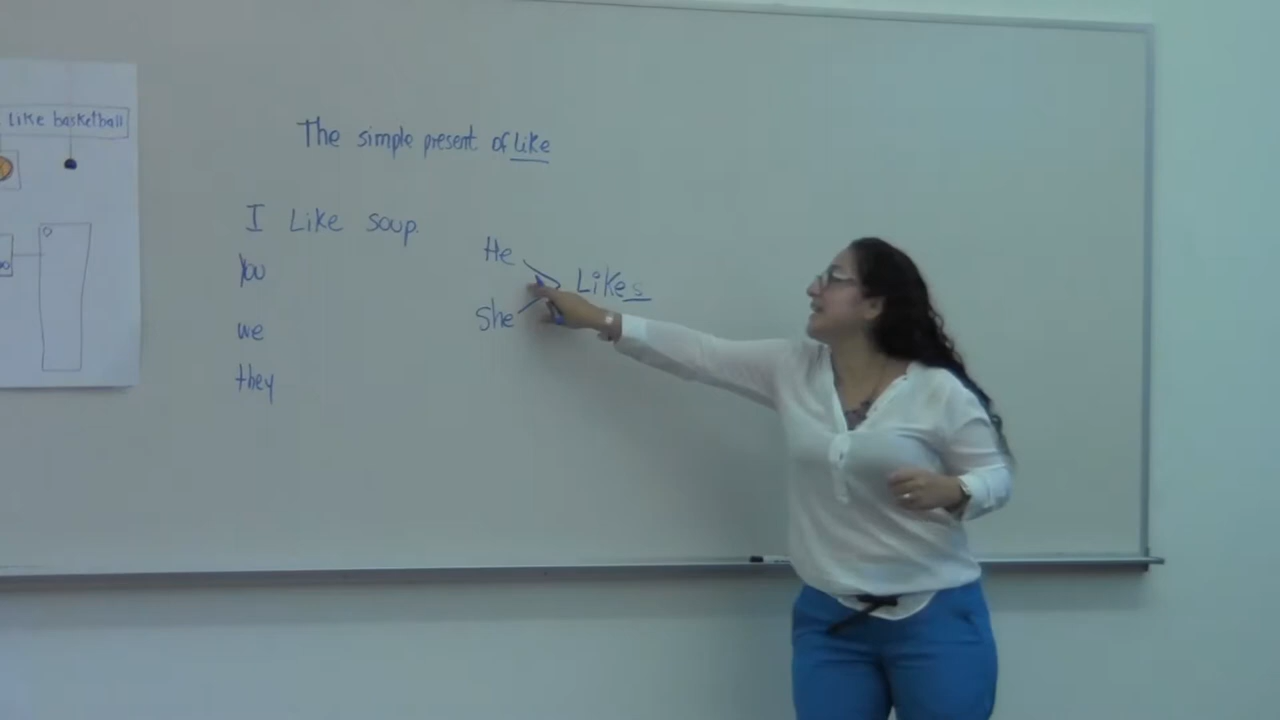 Like basketball
The simple present of Like
I Like soup.
You
we
they
He
Likes
She